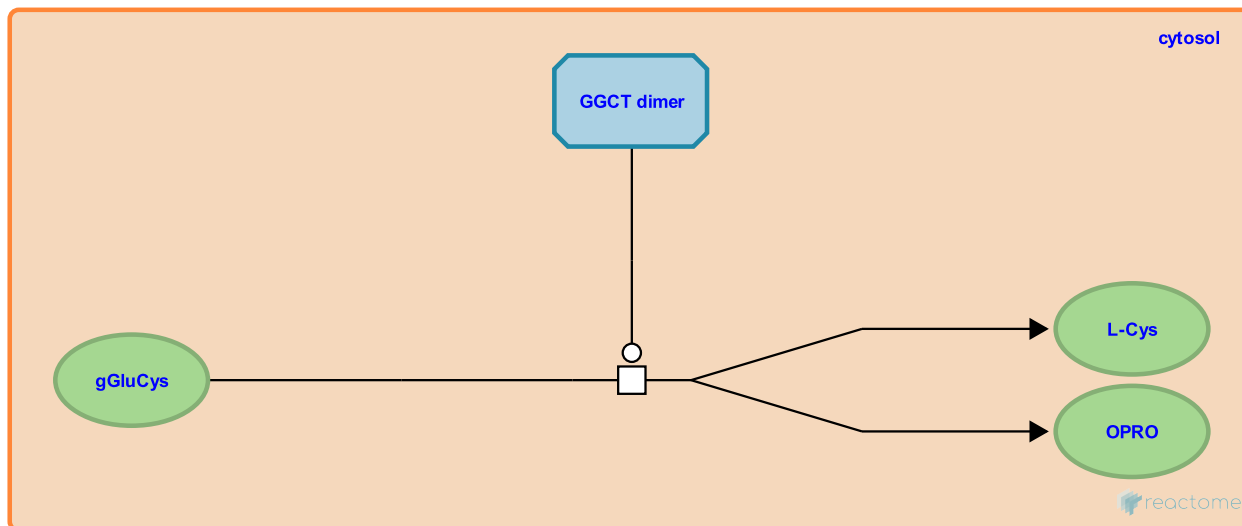 cytosol
GGCT dimer
gGluCys
L-Cys
OPRO
reactome